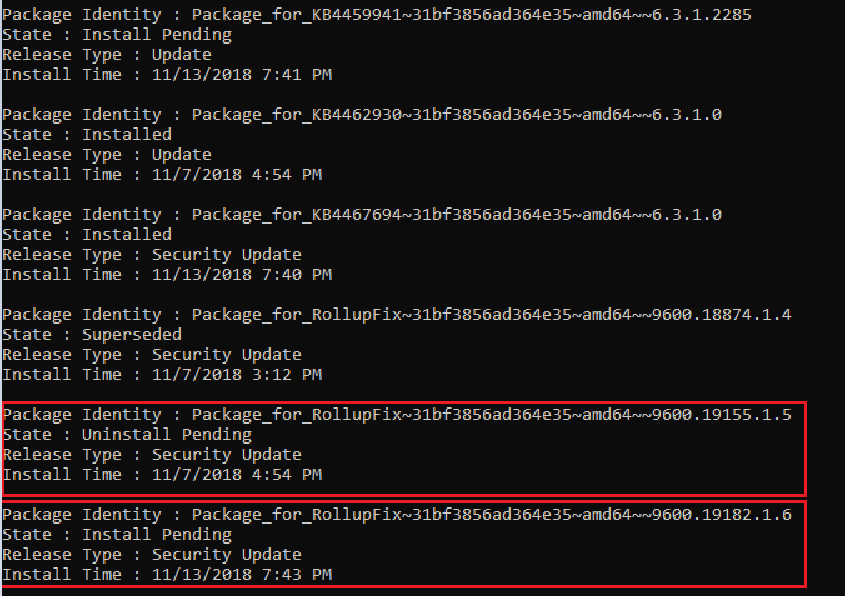 Package Identity : Package_for_KB4459941~31bf3856ad364e35~amd64~~6.3.1.2285
State : Install Pending
Release Type : Update
Install Time : 11/13/2018 7:41 PM
Package Identity : Package_for_KB4462930~31bf3856ad364e35~amd64~~6.3.1.0
State : Installed
Release Type : Update
Install Time : 11/7/2018 4:54 PM
Package Identity : Package_for_KB4467694~31bf3856ad364e35~amd64~~6.3.1.0
State : Installed
Release Type : Security Update
Install Time : 11/13/2018 7:40 PM
Package Identity : Package_for_RollupFix~31bf3856ad364e35~amd64~~9600.18874.1.4
State : Superseded
Release Type : Security Update
Install Time : 11/7/2018 3:12 PM
Package Identity : Package_for_RollupFix~31bf3856ad364e35~amd64~~9600.19155.1.5
State : Uninstall Pending
Release Type : Security Update
Install Time : 11/7/2018 4:54 PM
Package Identity : Package_for_RollupFix~31bf3856ad364e35~amd64~~9600.19182.1.6
State : Install Pending
Release Type : Security Update
Install Time : 11/13/2018 7:43 PM